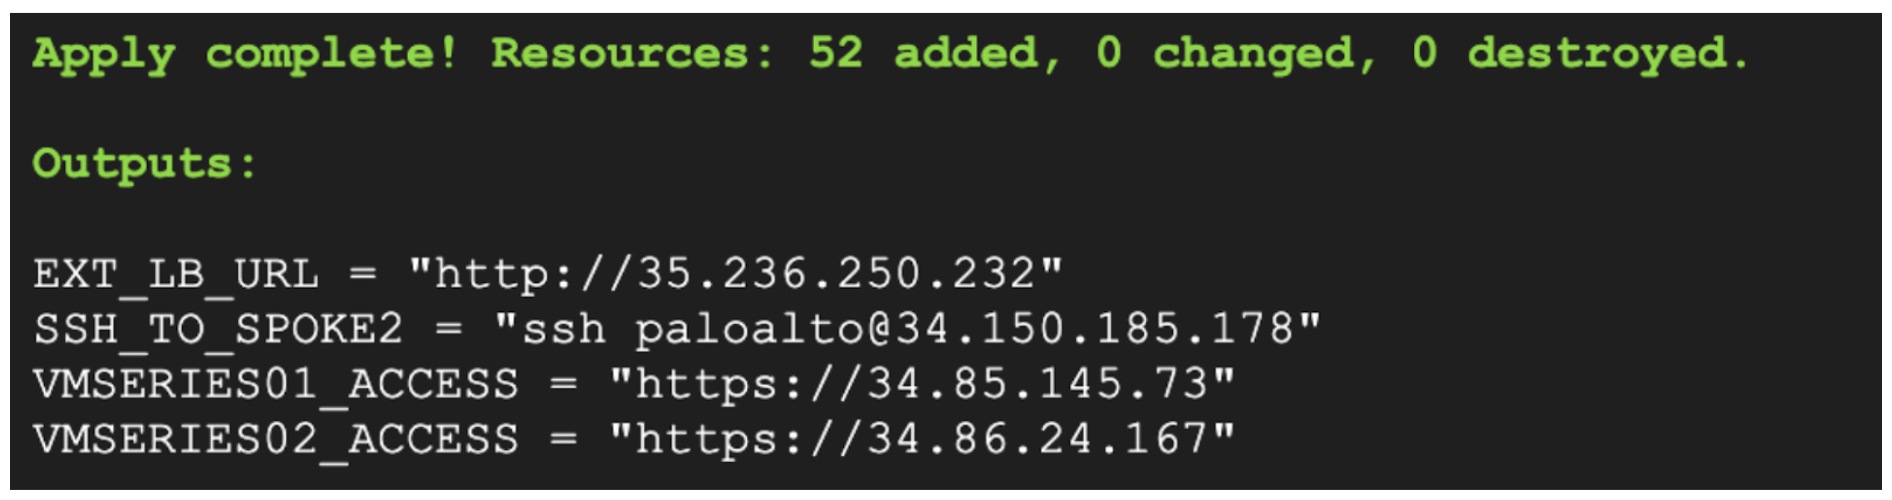 Apply complete! Resources: 52 added, 0 changed, 0 destroyed.
Outputs:
EXT_LB_URL = "http://35.236.250.232"
SSH_TO_SPOKE2 = "ssh paloalto@34.150.185.178"
VMSERIES01_ACCESS = "https://34.85.145.73"
VMSERIES02_ACCESS = "https://34.86.24.167"